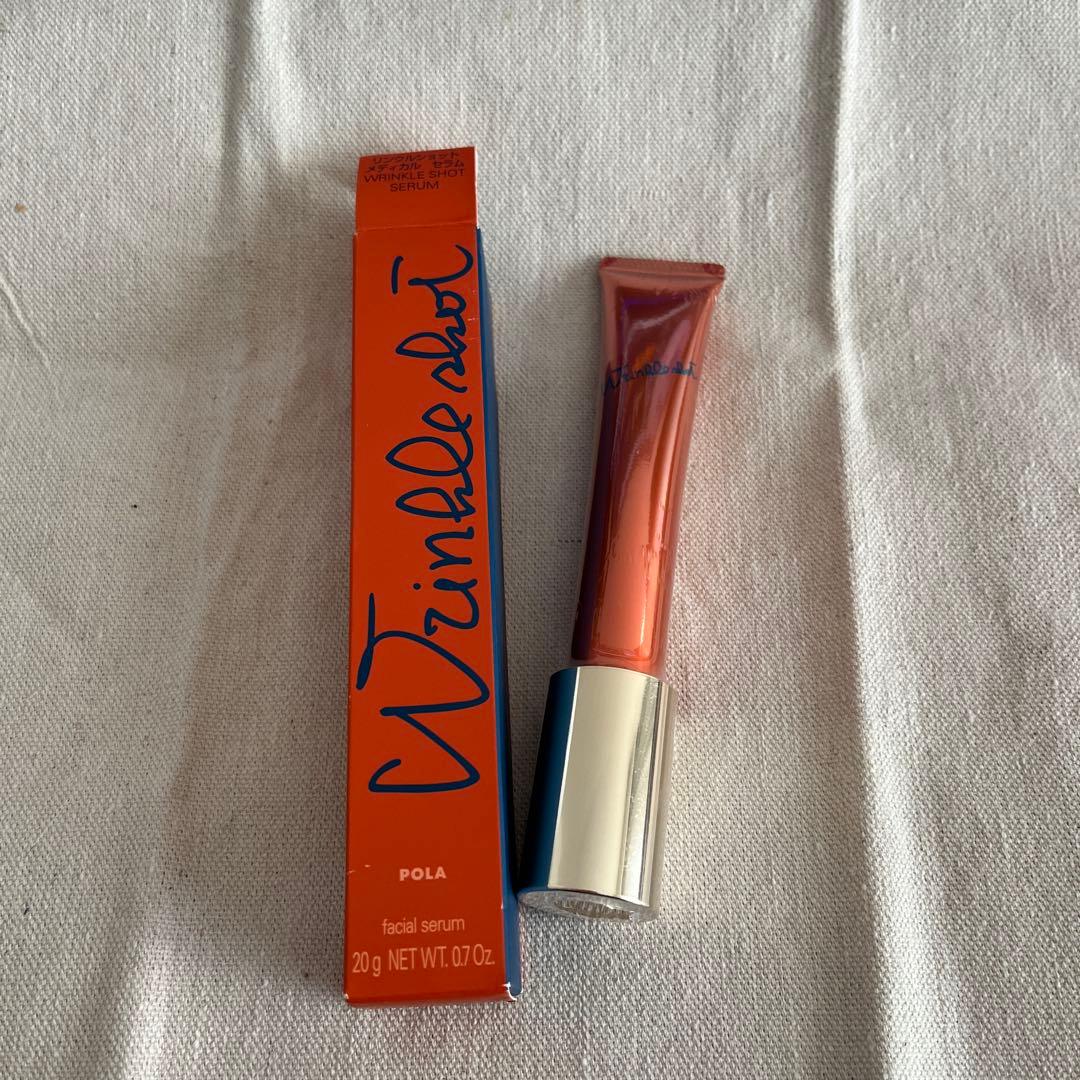 リンクルショット
メディカル セラム
WRINKLE SHOT
SERUM
Wrinkle shot
POLA
facial serum
20 g NET WT. 0.7 Oz.
Wrinkle shot